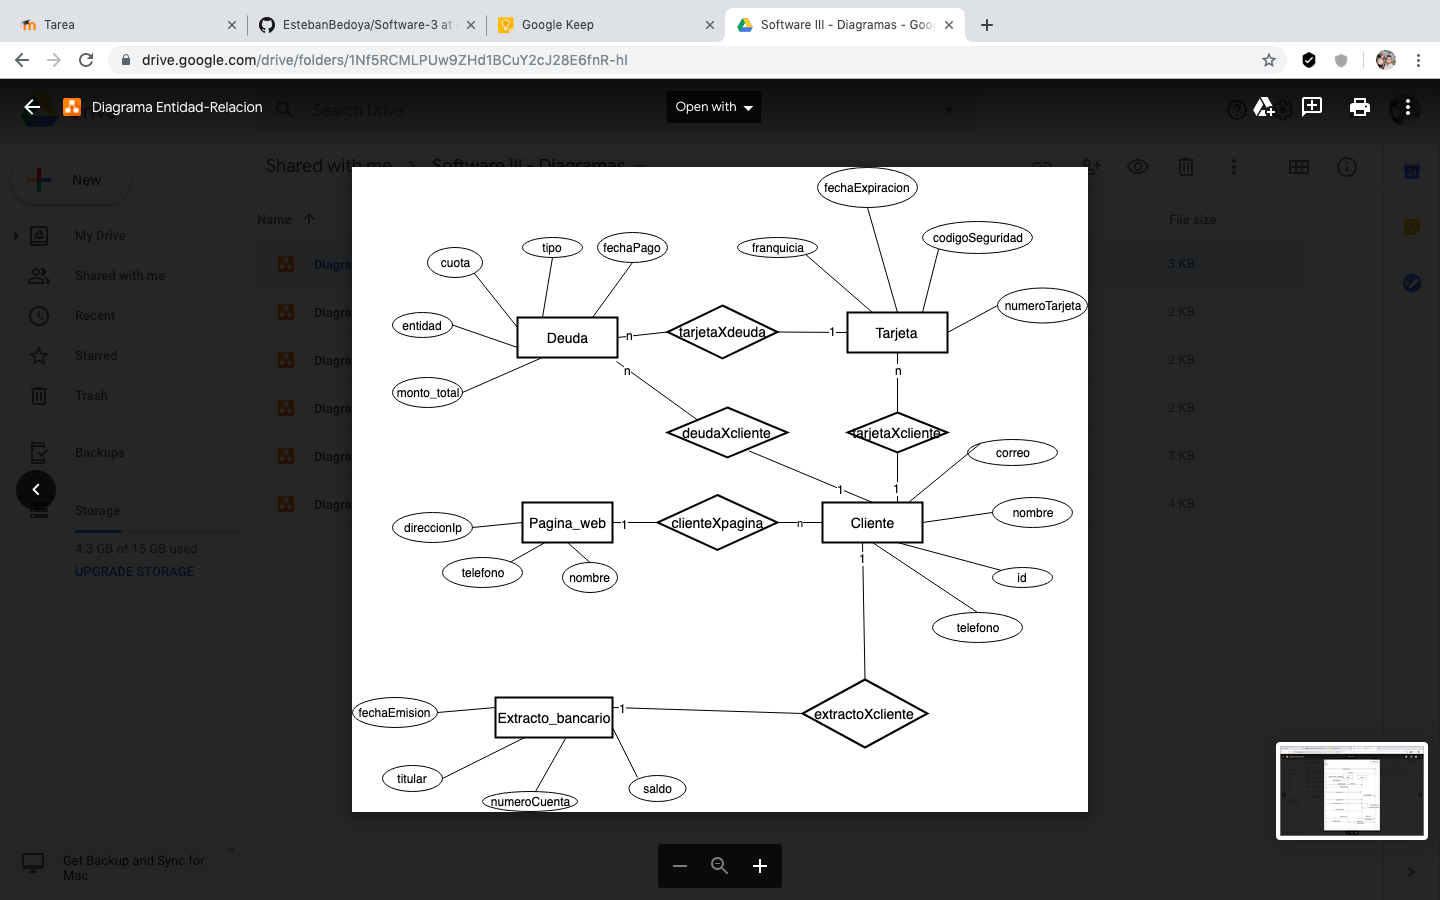 Tarea
EstebanBedoya/Software-3 at
Google Keep
Software III - Diagramas - Goo
drive.google.com/drive/folders/1Nf5RCMLPUw9ZHd1BCuY2cJ28E6fnR-hI
Diagrama Entidad-Relacion
Search Drive
Open with
New
Shared with me
Software III - Diagramas
Name
File size
My Drive
Shared with me
Recent
Starred
Trash
Backups
Storage
4.3 GB of 15 GB used
UPGRADE STORAGE
Get Backup and Sync for
Mac
Diagra
3 KB
Diagra
2 KB
Diagra
2 KB
Diagra
2 KB
Diagra
3 KB
Diagra
4 KB
fechaExpiracion
codigoSeguridad
franquicia
tipo
fechaPago
cuota
numeroTarjeta
entidad
Deuda
n
tarjetaXdeuda
1
Tarjeta
n
n
monto_total
deudaXcliente
tarjetaXcliente
correo
1
1
nombre
direccionIp
Pagina_web
1
clienteXpagina
n
Cliente
1
telefono
nombre
id
telefono
fechaEmision
Extracto_bancario
1
extractoXcliente
titular
numeroCuenta
saldo